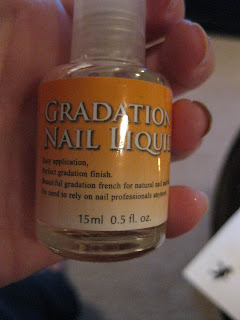 GRADATION
NAIL LIQUI
Easy application,
Perfect gradation finish.
Beautiful gradation french for natural nail
No need to rely on nail professionals anymore
15ml 0.5 fl. oz.